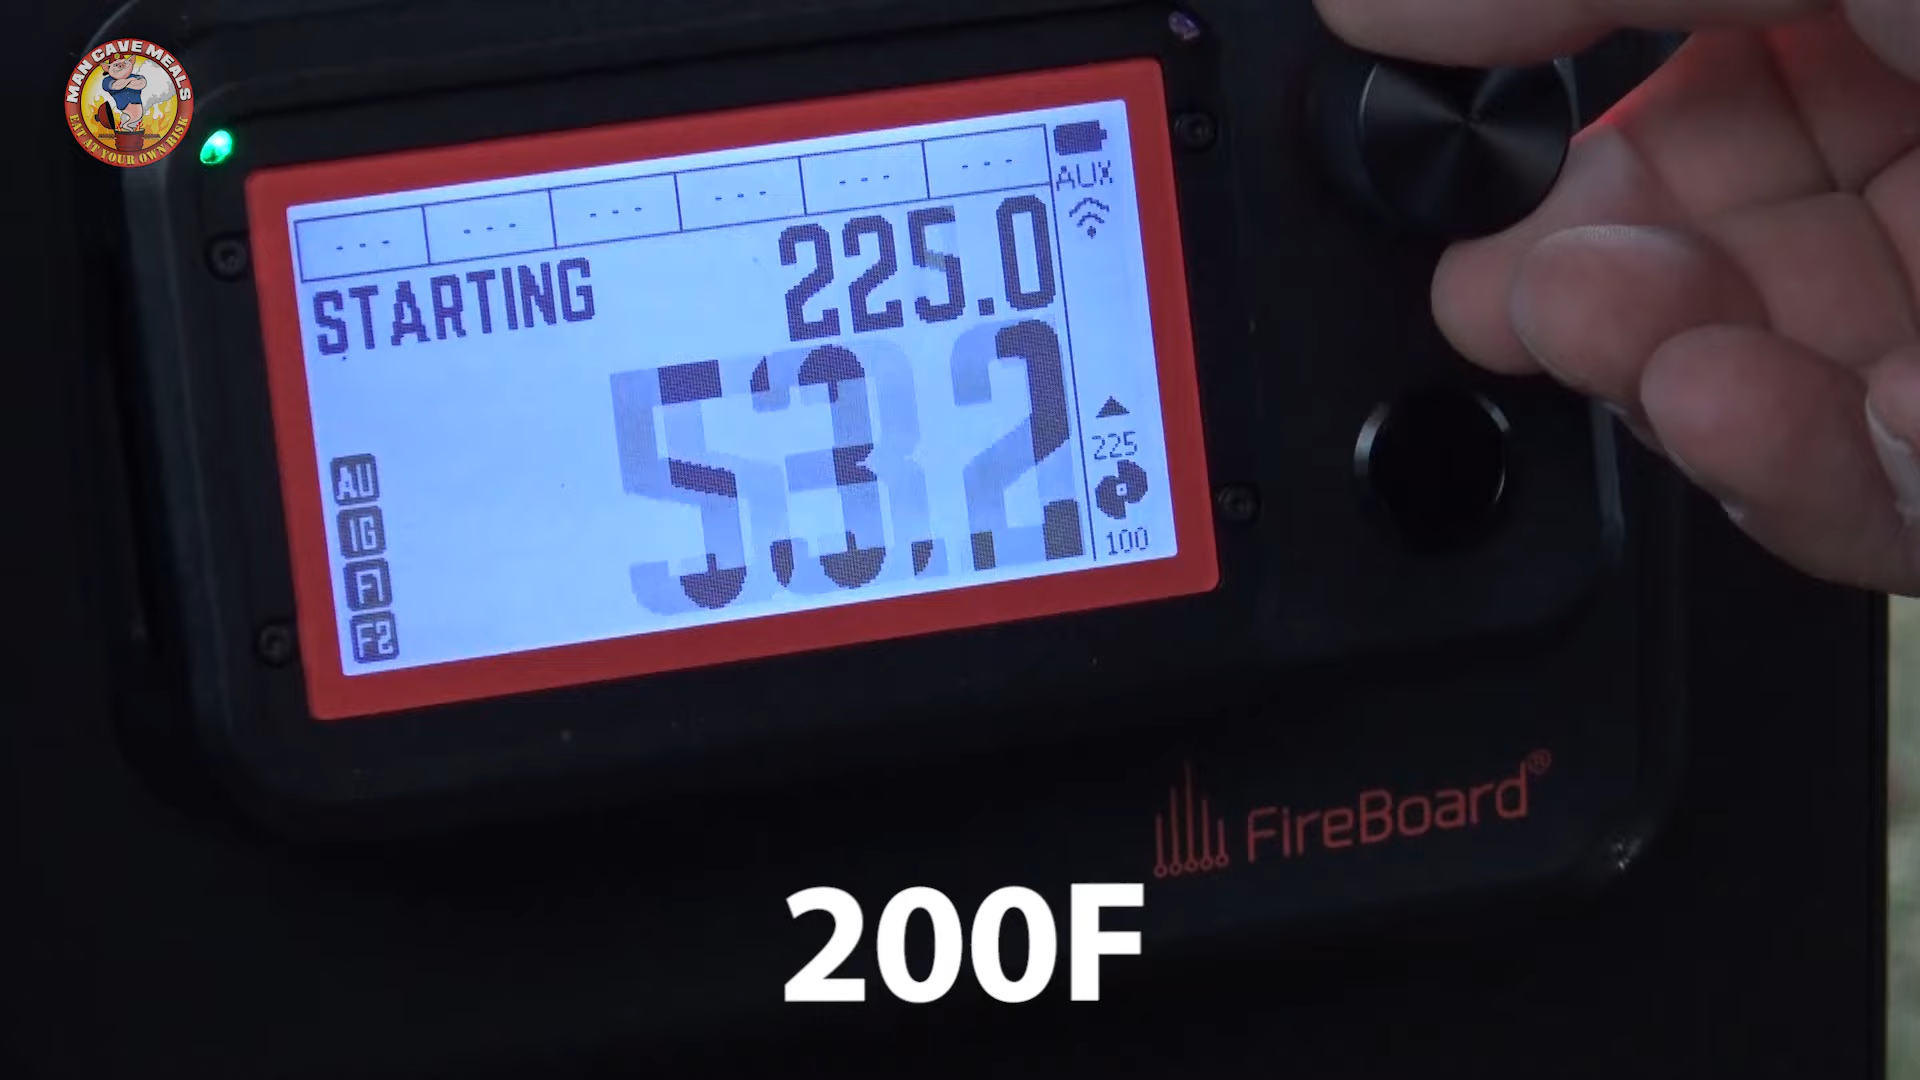 MAN CAVE MEALS
EAT AT YOUR OWN RISK
--- --- --- --- --- ---
AUX
STARTING 225.0
53.2
225
100
AU
IG
F1
F2
FireBoard®
200F